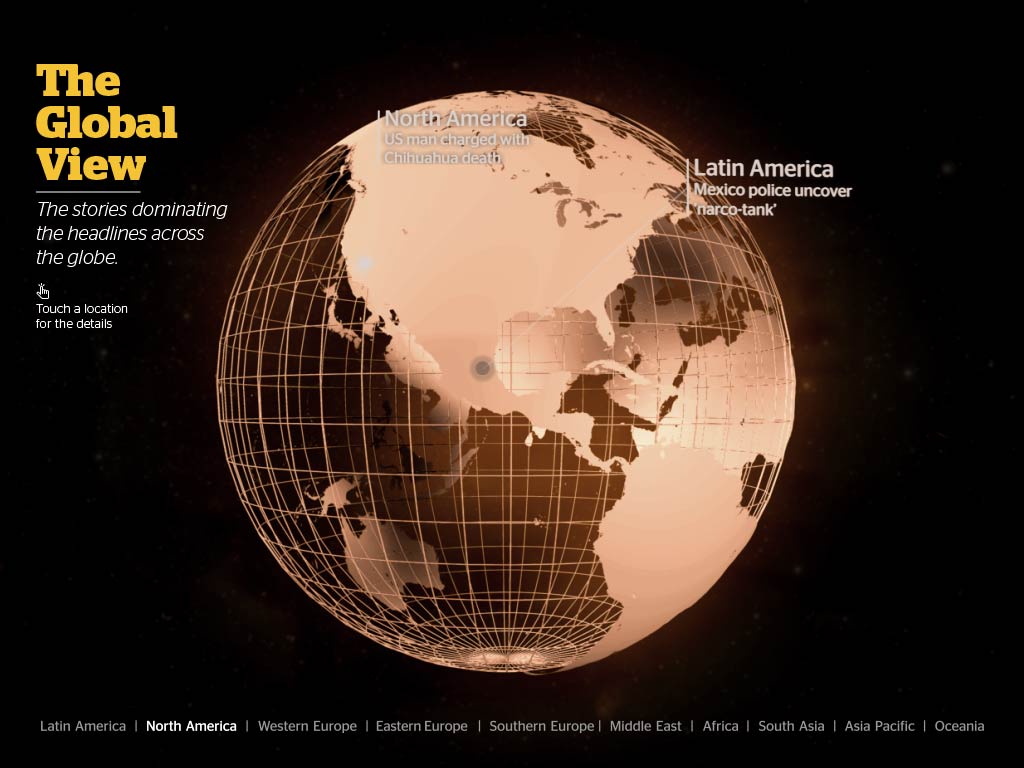 The
Global
View
The stories dominating
the headlines across
the globe.
Touch a location
for the details
North America
US man charged with
Chihuahua death
Latin America
Mexico police uncover
'narco-tank'
Latin America | North America | Western Europe | Eastern Europe | Southern Europe | Middle East | Africa | South Asia | Asia Pacific | Oceania